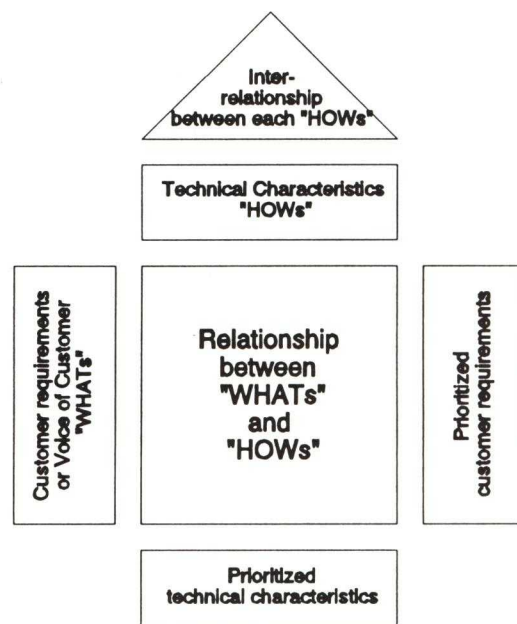 Inter-
relationship
between each "HOWs"
Technical Characteristics
"HOWs"
Customer requirements
or Voice of Customer
"WHATs"
Relationship
between
"WHATs"
and
"HOWs"
Prioritized
customer requirements
Prioritized
technical characteristics